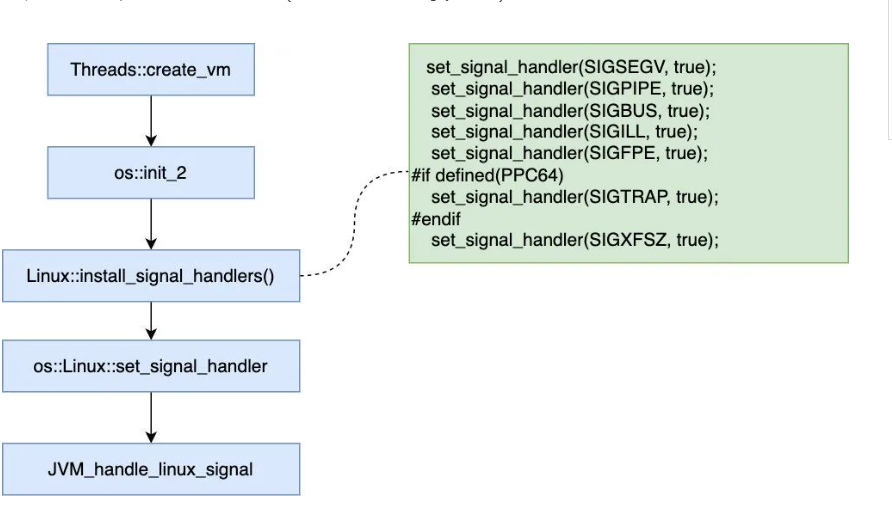 Threads::create_vm
os::init_2
Linux::install_signal_handlers()
os::Linux::set_signal_handler
JVM_handle_linux_signal
set_signal_handler(SIGSEGV, true);
set_signal_handler(SIGPIPE, true);
set_signal_handler(SIGBUS, true);
set_signal_handler(SIGILL, true);
set_signal_handler(SIGFPE, true);
#if defined(PPC64)
set_signal_handler(SIGTRAP, true);
#endif
set_signal_handler(SIGXFSZ, true);